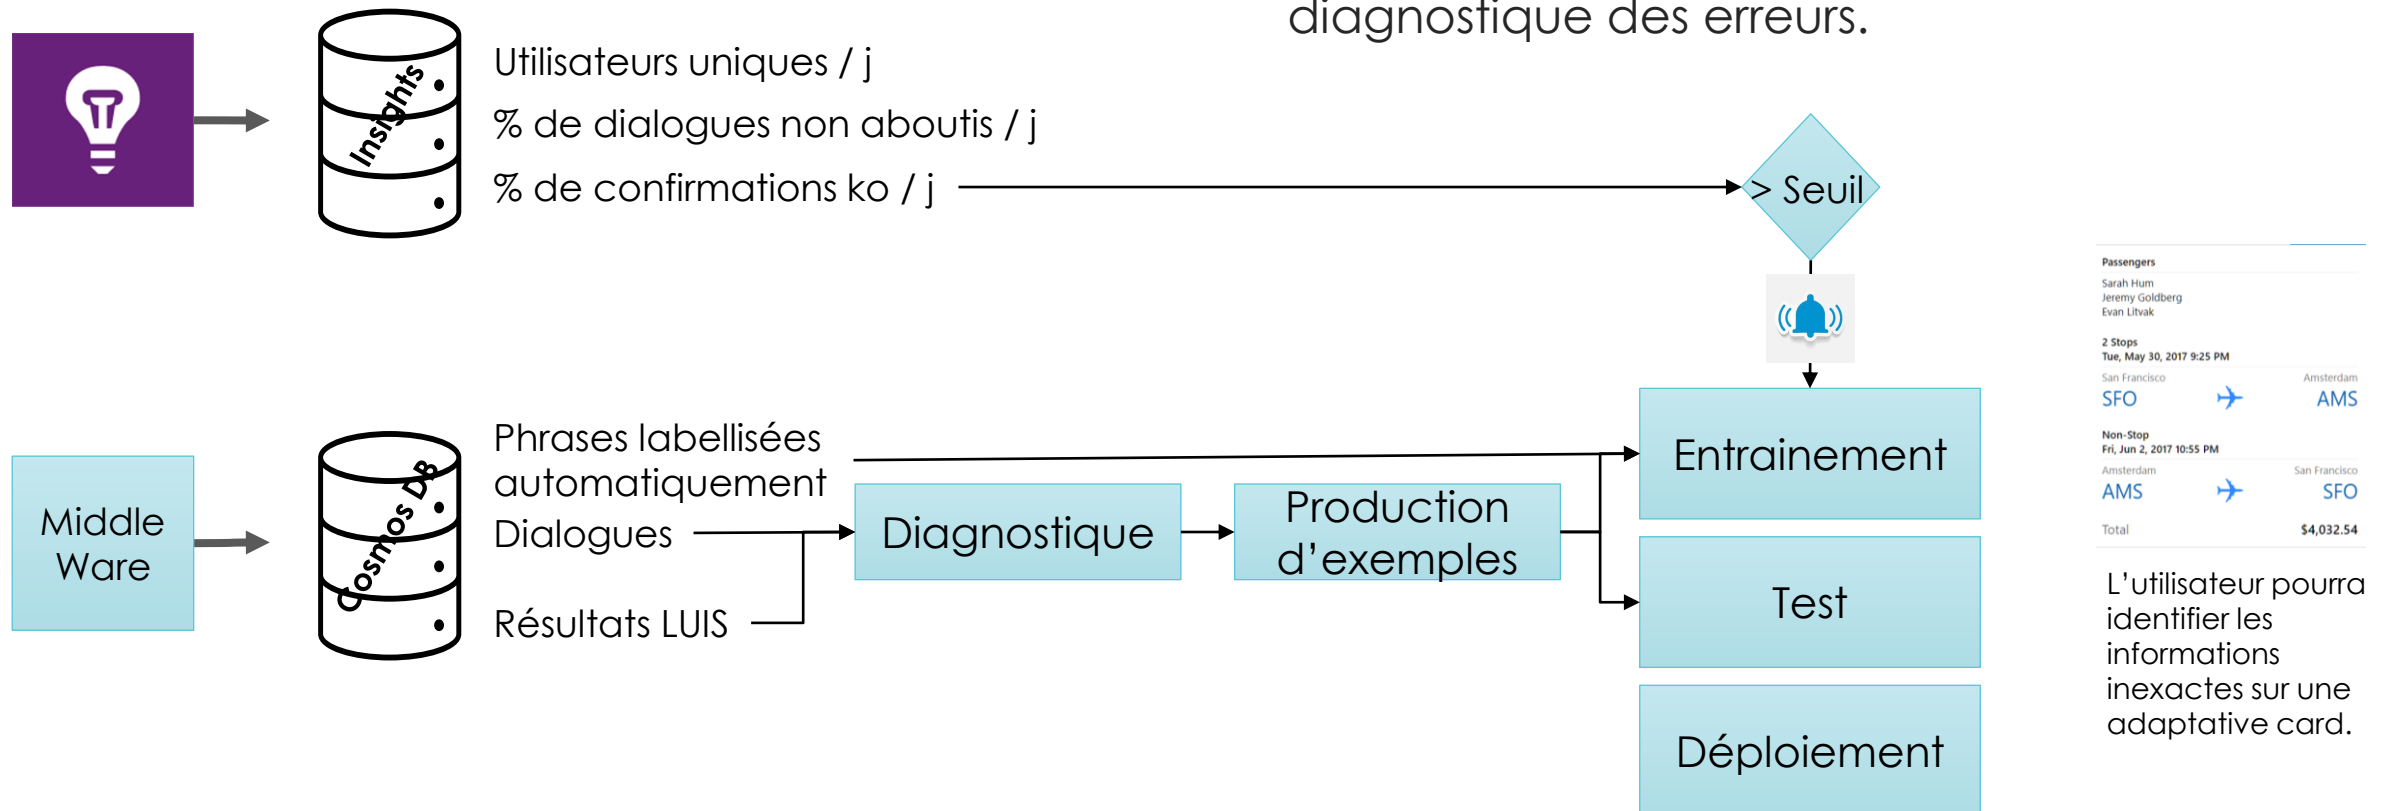 diagnostique des erreurs.
Insights
Utilisateurs uniques / j
% de dialogues non aboutis / j
% de confirmations ko / j
> Seuil
Middle
Ware
Cosmos DB
Phrases labellisées
automatiquement
Dialogues
Résultats LUIS
Diagnostique
Production
d’exemples
Entrainement
Test
Déploiement
Passengers
Sarah Hum
Jeremy Goldberg
Evan Litvak
2 Stops
Tue, May 30, 2017 9:25 PM
San Francisco Amsterdam
SFO AMS
Non-Stop
Fri, Jun 2, 2017 10:55 PM
Amsterdam San Francisco
AMS SFO
Total $4,032.54
L’utilisateur pourra
identifier les
informations
inexactes sur une
adaptative card.